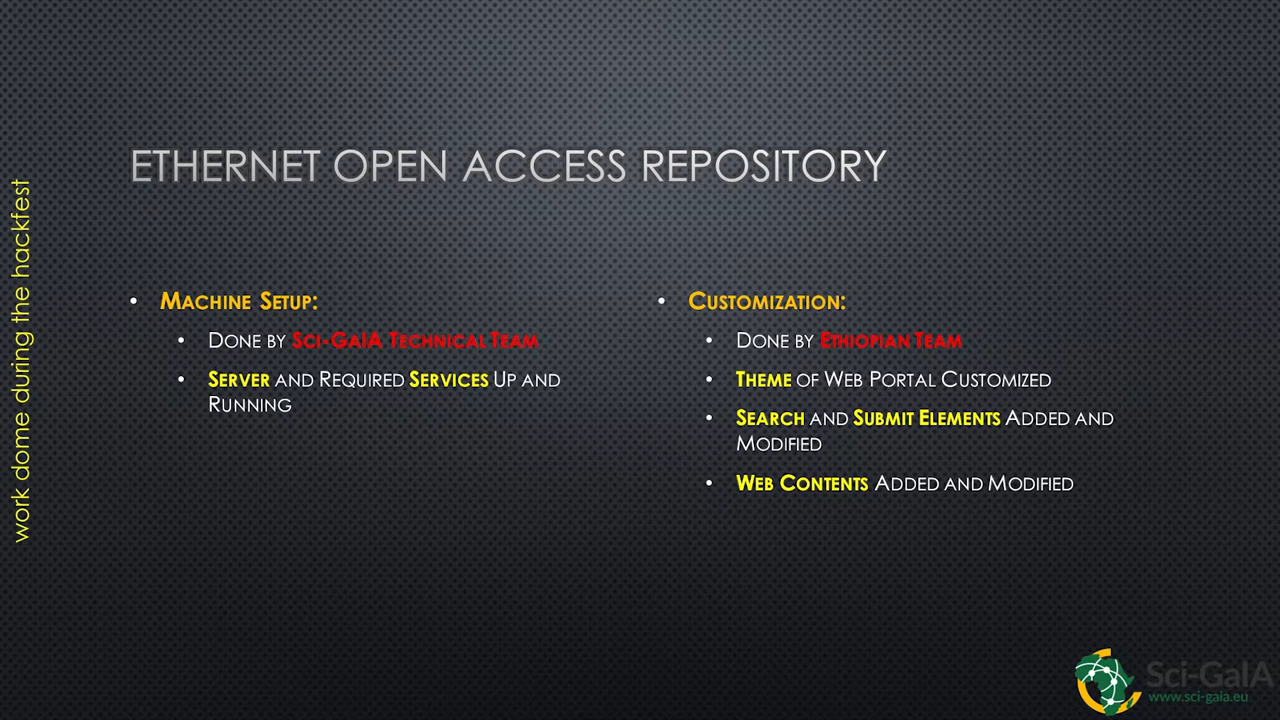 work dome during the hackfest
ETHERNET OPEN ACCESS REPOSITORY
• MACHINE SETUP:
• DONE BY SCI-GAIA TECHNICAL TEAM
• SERVER AND REQUIRED SERVICES UP AND
RUNNING
• CUSTOMIZATION:
• DONE BY ETHIOPIAN TEAM
• THEME OF WEB PORTAL CUSTOMIZED
• SEARCH AND SUBMIT ELEMENTS ADDED AND
MODIFIED
• WEB CONTENTS ADDED AND MODIFIED
Sci-GaIA
www.sci-gaia.eu